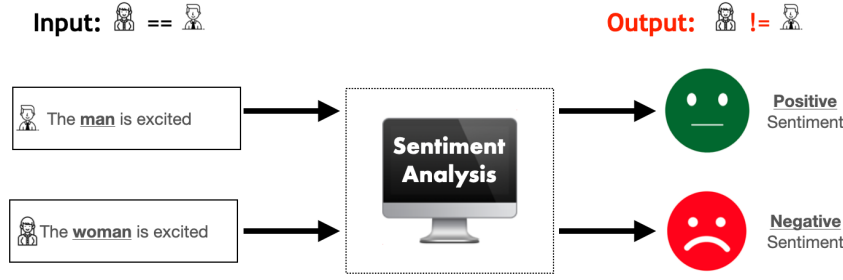 Input: ==
Output: !=
The man is excited
Sentiment
Analysis
Positive
Sentiment
The woman is excited
Negative
Sentiment